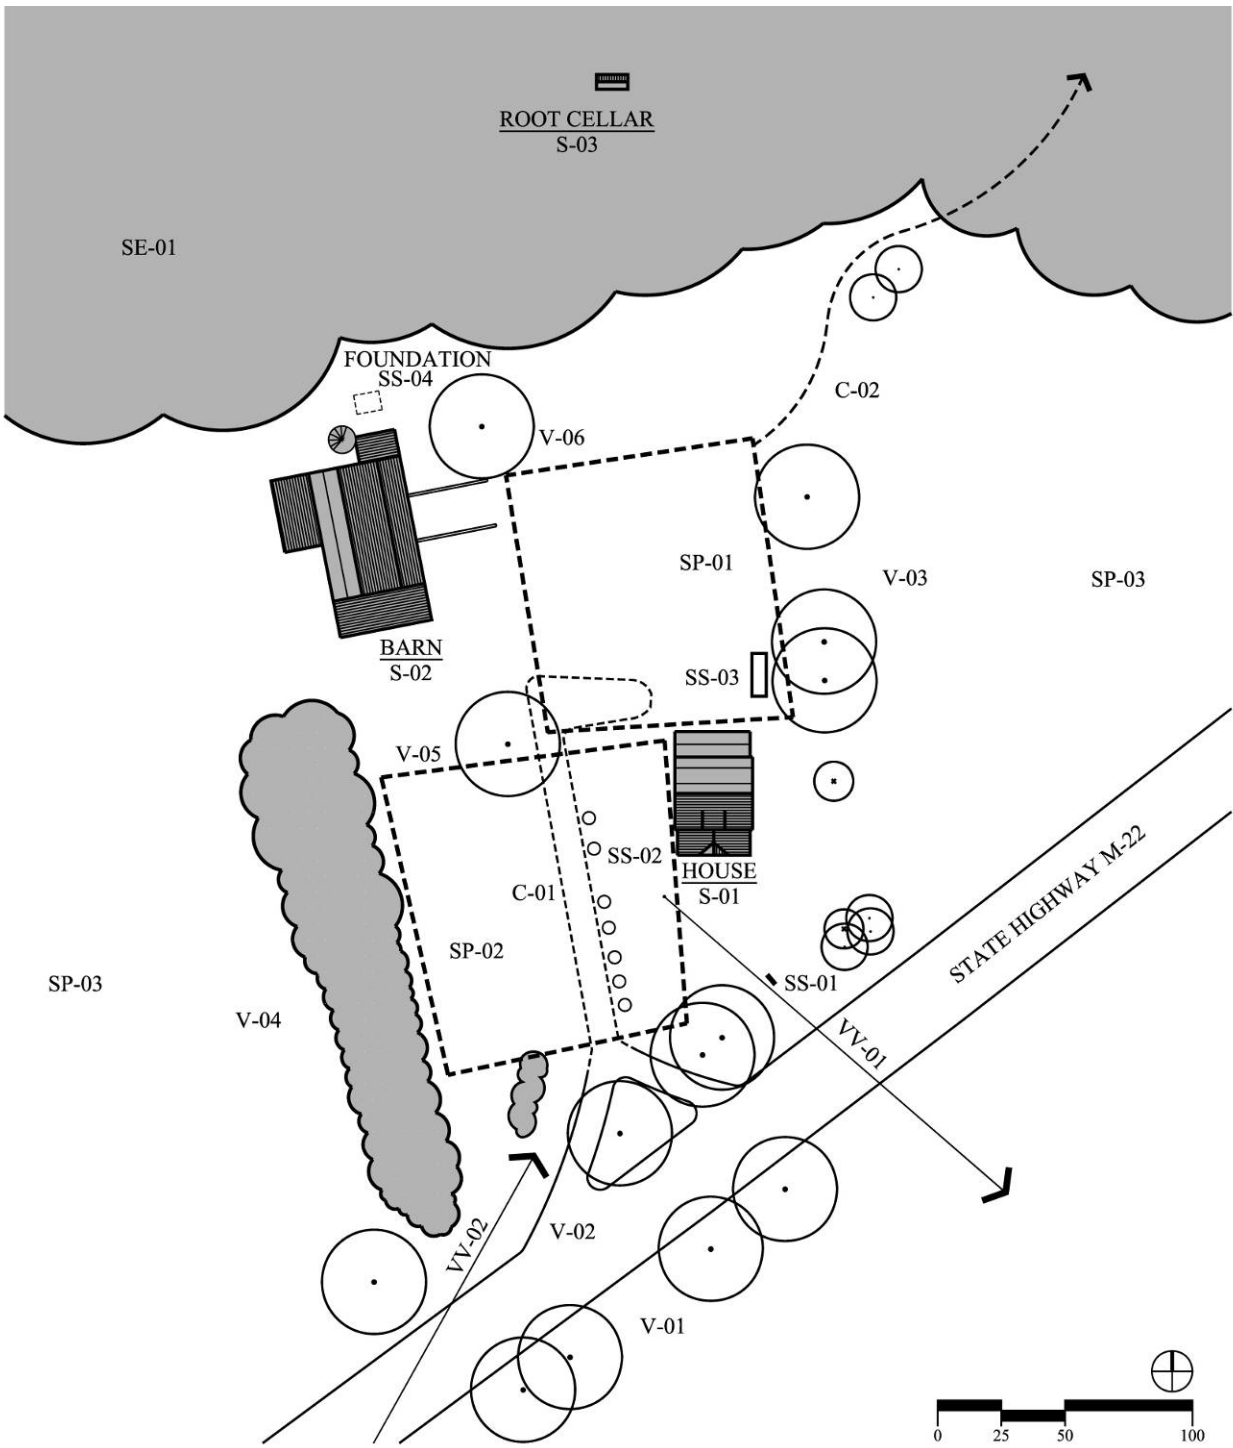 ROOT CELLAR
S-03
SE-01
FOUNDATION
SS-04
C-02
V-06
SP-01
V-03
SP-03
BARN
S-02
SS-03
V-05
SS-02
HOUSE
S-01
C-01
STATE HIGHWAY M-22
SP-02
SP-03
SS-01
V-04
VV-01
V-02
VV-02
V-01
0 25 50 100